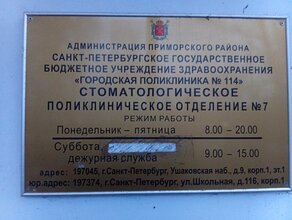 АДМИНИСТРАЦИЯ ПРИМОРСКОГО РАЙОНА
САНКТ-ПЕТЕРБУРГСКОЕ ГОСУДАРСТВЕННОЕ
БЮДЖЕТНОЕ УЧРЕЖДЕНИЕ ЗДРАВООХРАНЕНИЯ
«ГОРОДСКАЯ ПОЛИКЛИНИКА № 114»
СТОМАТОЛОГИЧЕСКОЕ
ПОЛИКЛИНИЧЕСКОЕ ОТДЕЛЕНИЕ №7
РЕЖИМ РАБОТЫ
Понедельник – пятница 8.00 – 20.00
Суббота,
дежурная служба 9.00 – 15.00
адрес: 197045, г.Санкт-Петербург, Ушаковская наб., д.9, корп.1, эт.1
юр.адрес: 197374, г.Санкт-Петербург, ул.Школьная, д.116, корп.1